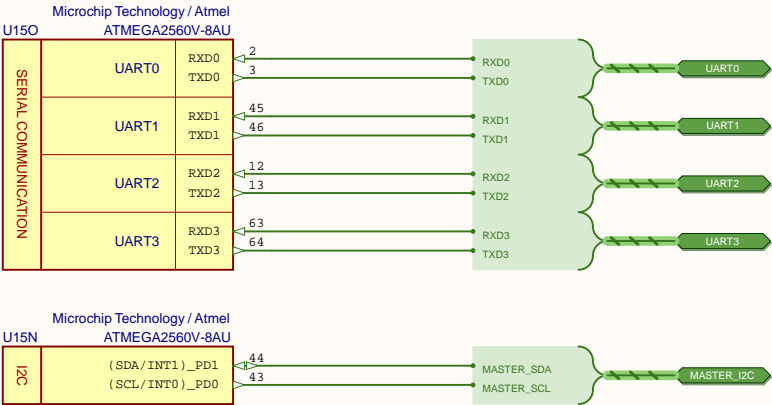 Microchip Technology / Atmel
U15O ATMEGA2560V-8AU
SERIAL COMMUNICATION
UART0 RXD0 2 RXD0 UART0
TXD0 3 TXD0
UART1 RXD1 45 RXD1 UART1
TXD1 46 TXD1
UART2 RXD2 12 RXD2 UART2
TXD2 13 TXD2
UART3 RXD3 63 RXD3 UART3
TXD3 64 TXD3
Microchip Technology / Atmel
U15N ATMEGA2560V-8AU
I2C
(SDA/INT1)_PD1 44 MASTER_SDA MASTER_I2C
(SCL/INT0)_PD0 43 MASTER_SCL